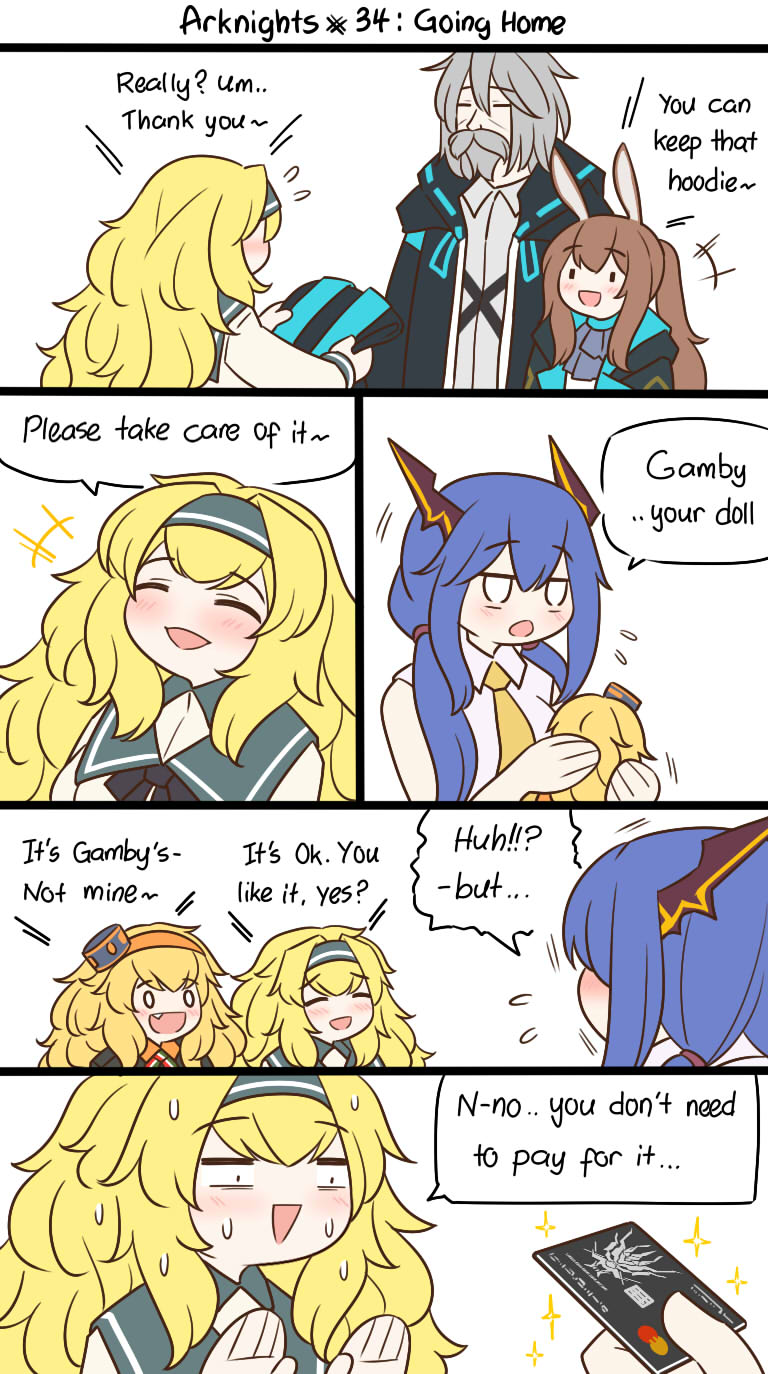 Arknights ※ 34: Going Home
Really? Um..
Thank you~
You can
keep that
hoodie~
Please take care of it~
Gamby
..your doll
It's Gamby's-
Not mine~
It's Ok. You
like it, yes?
Huh!!?
-but...
N-no.. you don't need
to pay for it...